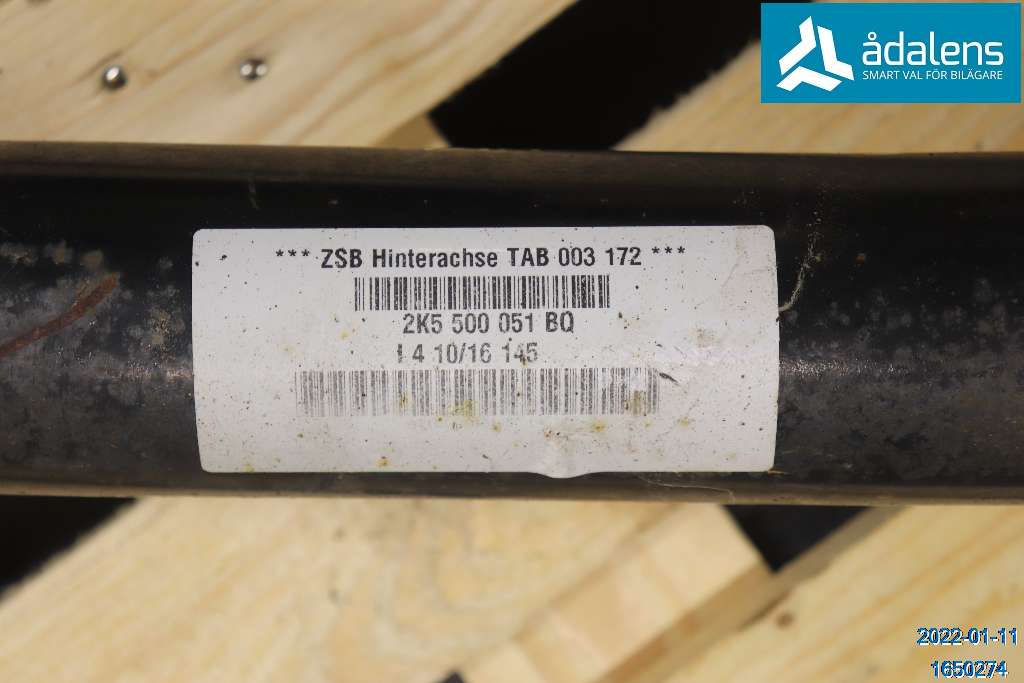 ådalens
SMART VAL FÖR BILÄGARE
*** ZSB Hinterachse TAB 003 172 ***
2K5 500 051 BQ
4 10/16 145
2022-01-11
1650274